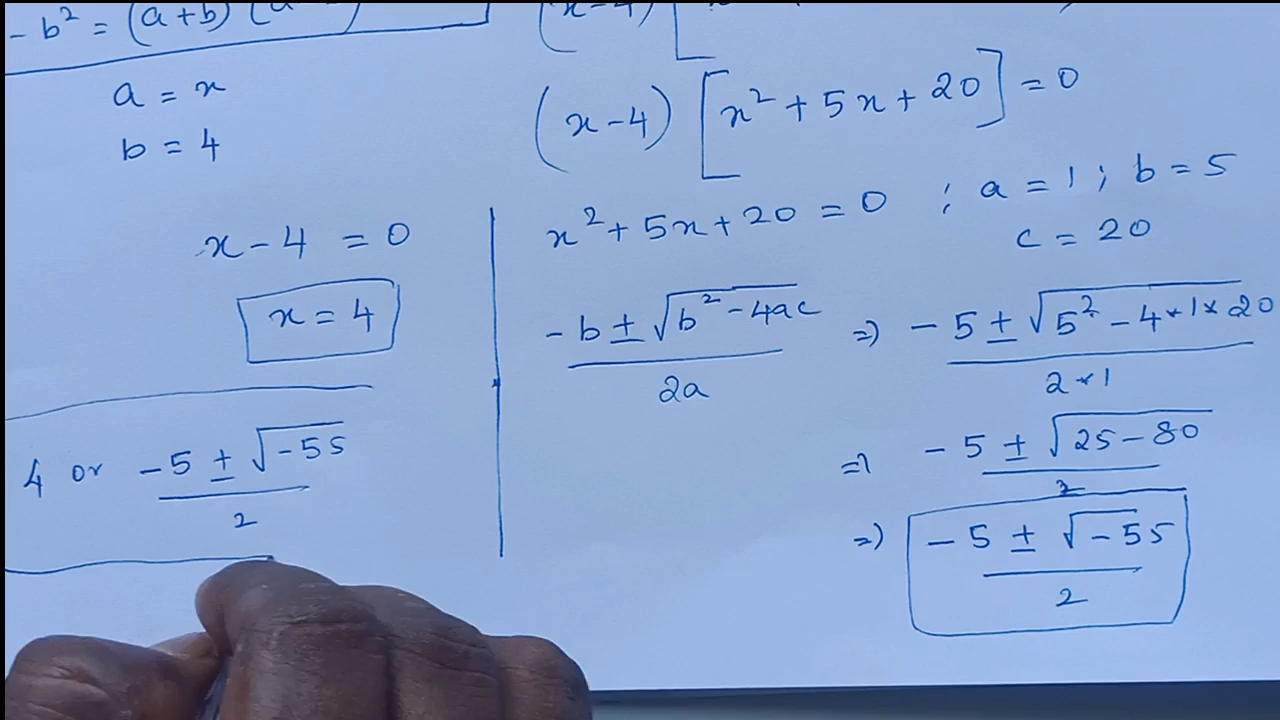 - b² = (a+b) (a
a = x
b = 4
x - 4 = 0
x = 4
4 or (-5 ± √-55)/2
(x-4) [
(x-4) [x² + 5x + 20] = 0
x² + 5x + 20 = 0 ; a = 1 ; b = 5
c = 20
(-b ± √b² - 4ac)/2a ⇒ (-5 ± √5² - 4*1*20)/2*1
⇒ (-5 ± √25-80)/2
⇒ (-5 ± √-55)/2